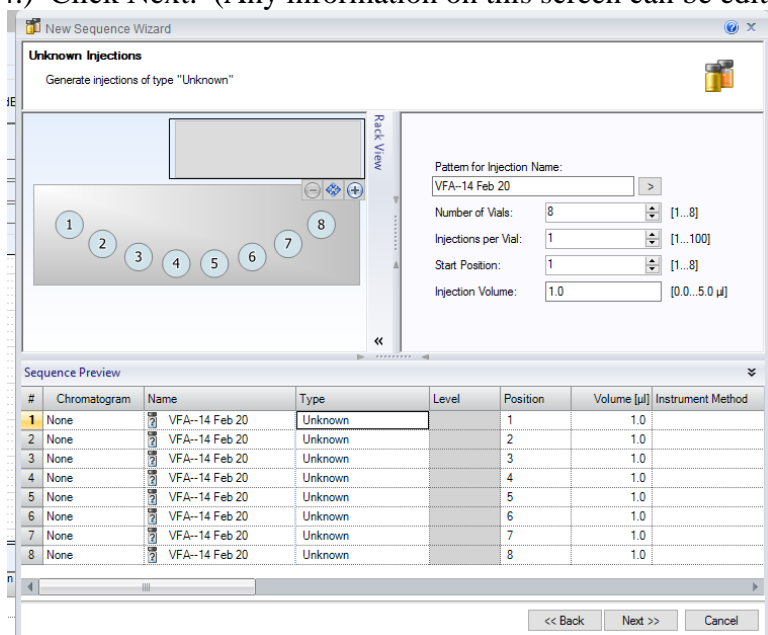 4.) Click Next. (Any information on this screen can be edit
New Sequence Wizard
Unknown Injections
Generate injections of type "Unknown"
Rack View
1 2 3 4 5 6 7 8
Pattern for Injection Name:
VFA--14 Feb 20 >
Number of Vials: 8 [1...8]
Injections per Vial: 1 [1...100]
Start Position: 1 [1...8]
Injection Volume: 1.0 [0.0...5.0 µl]
Sequence Preview
# Chromatogram Name Type Level Position Volume [µl] Instrument Method
1 None VFA--14 Feb 20 Unknown 1 1.0
2 None VFA--14 Feb 20 Unknown 2 1.0
3 None VFA--14 Feb 20 Unknown 3 1.0
4 None VFA--14 Feb 20 Unknown 4 1.0
5 None VFA--14 Feb 20 Unknown 5 1.0
6 None VFA--14 Feb 20 Unknown 6 1.0
7 None VFA--14 Feb 20 Unknown 7 1.0
8 None VFA--14 Feb 20 Unknown 8 1.0
<< Back Next >> Cancel